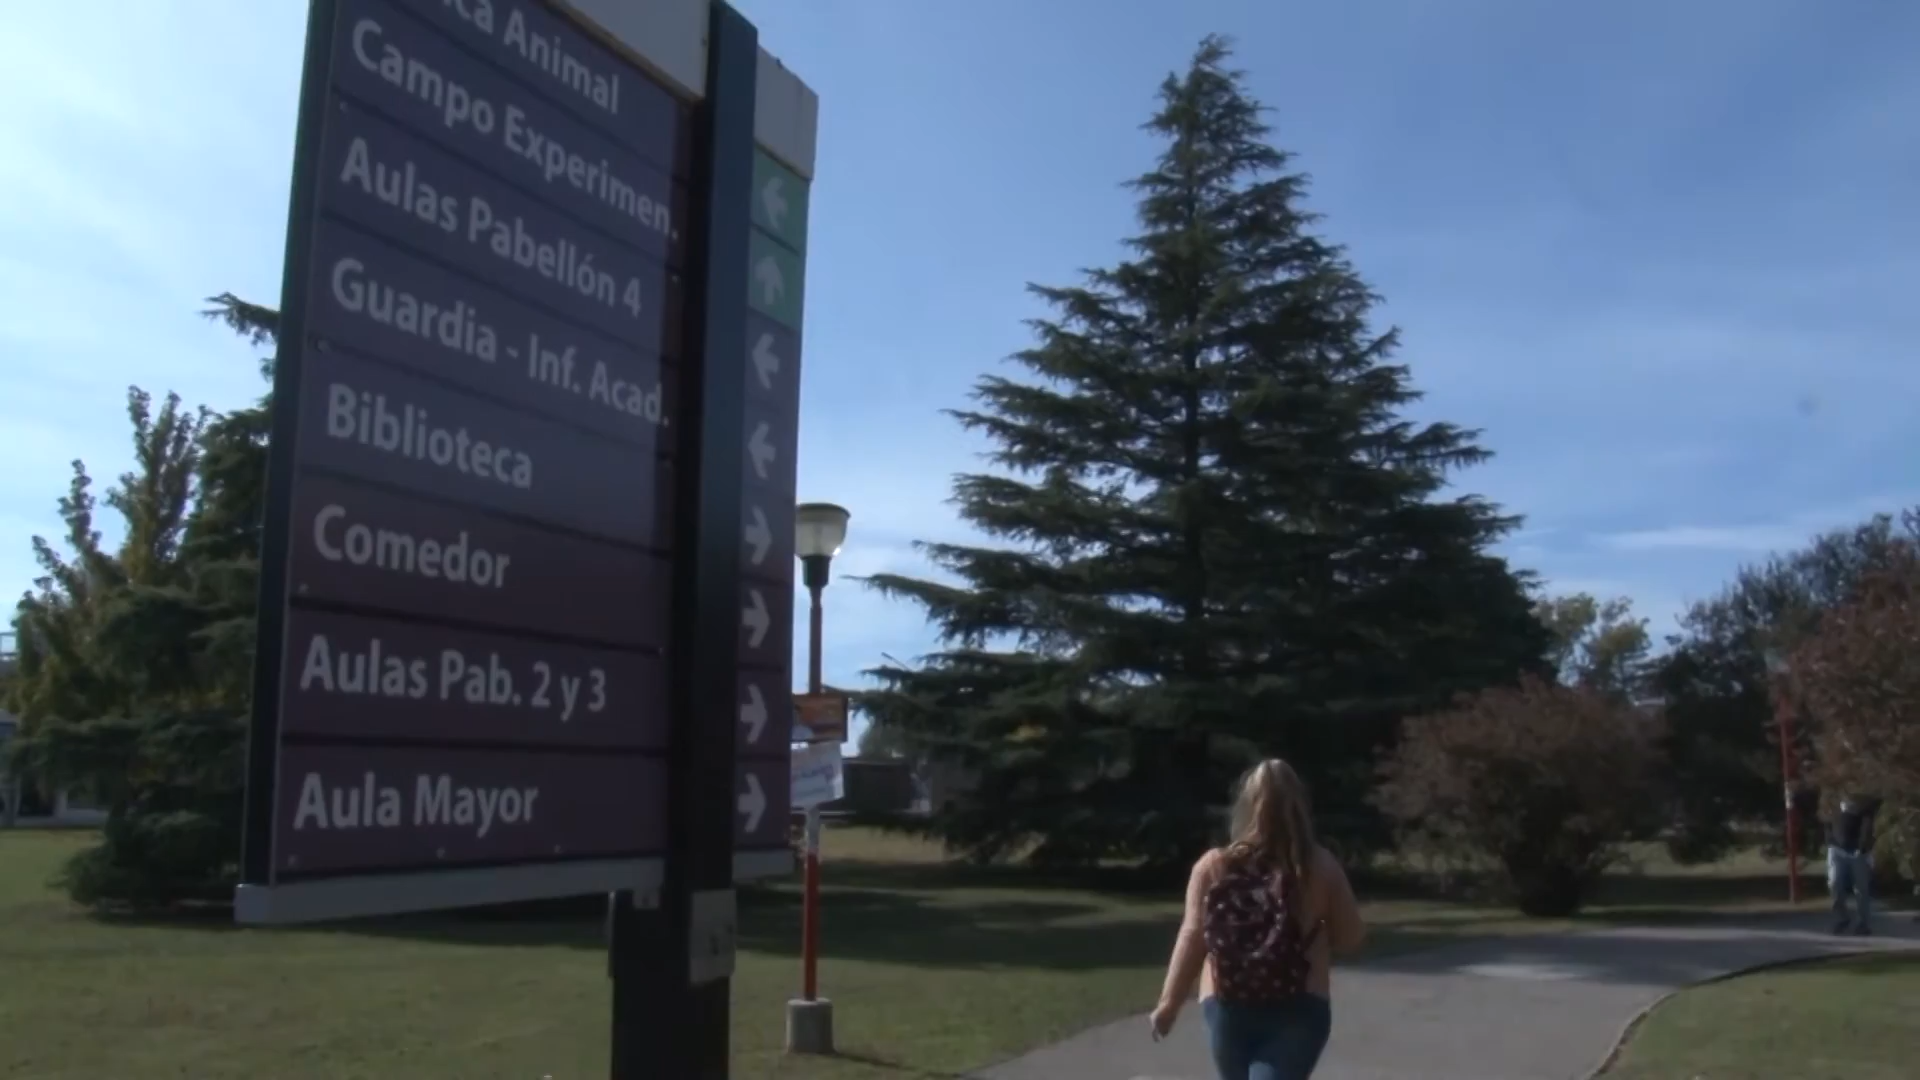 Animal
Campo Experimen.
Aulas Pabellón 4
Guardia - Inf. Acad.
Biblioteca
Comedor
Aulas Pab. 2 y 3
Aula Mayor